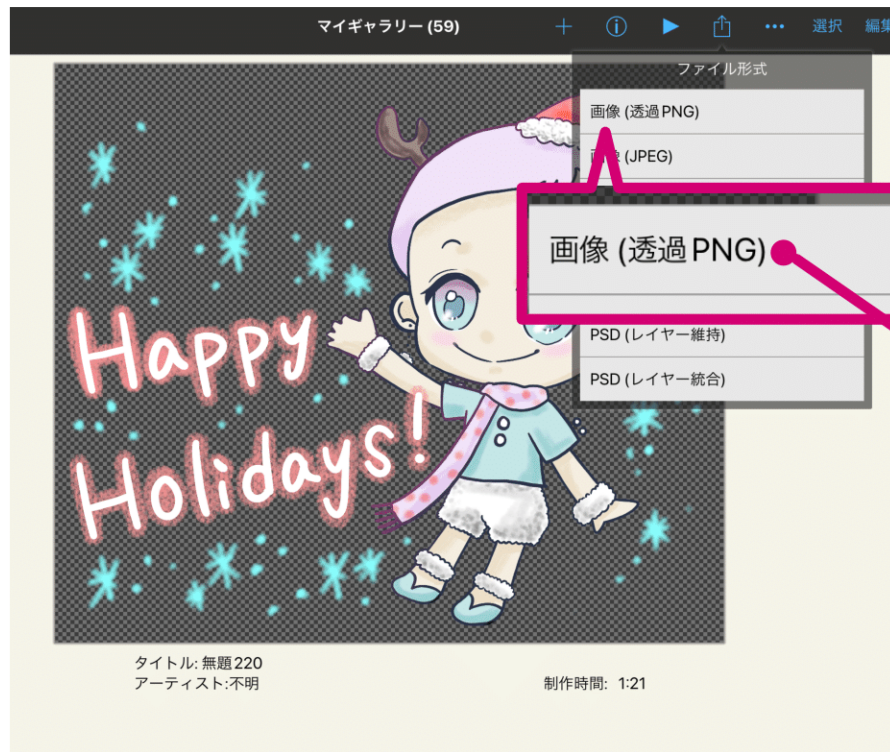 マイギャラリー (59)
選択
編集
ファイル形式
画像 (透過PNG)
(JPEG)
画像 (透過PNG)
PSD (レイヤー維持)
PSD (レイヤー統合)
Happy
Holidays!
タイトル: 無題220
アーティスト:不明
制作時間: 1:21